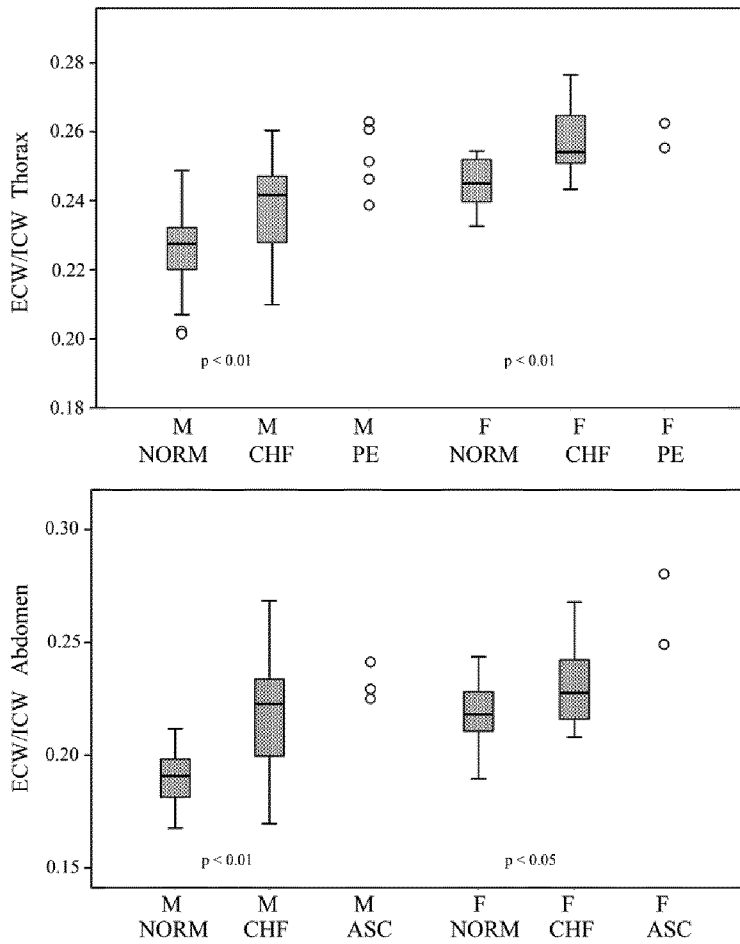 ECW/ICW Thorax
0.28
0.26
0.24
0.22
0.20
0.18
p < 0.01
p < 0.01
M M M F F F
NORM CHF PE NORM CHF PE
ECW/ICW Abdomen
0.30
0.25
0.20
0.15
p < 0.01
p < 0.05
M M M F F F
NORM CHF ASC NORM CHF ASC